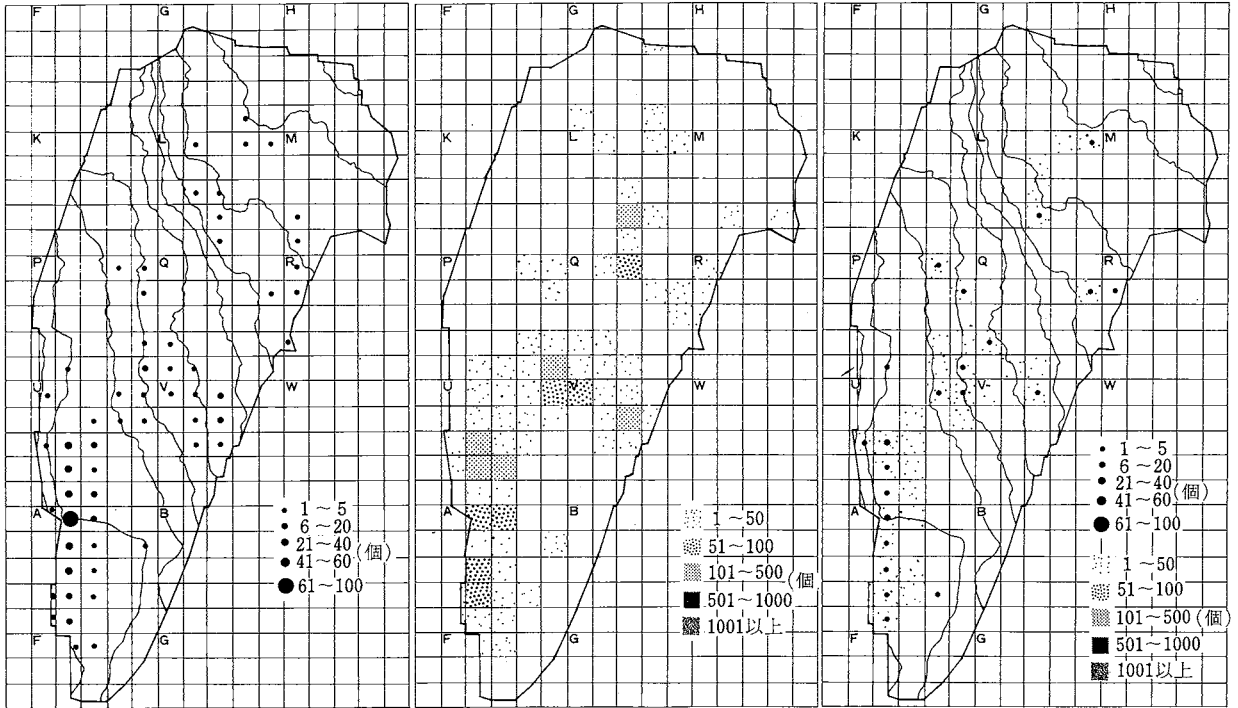 F G H
K L M
P Q R
U V W
A B
F G
1～5
6～20
21～40 (個)
41～60
61～100
F G H
K L M
P Q R
U V W
A B
F G
1～50
51～100
101～500 (個)
501～1000
1001以上
F G H
K L M
P Q R
U V W
A B
F G
1～5
6～20
21～40 (個)
41～60
61～100
1～50
51～100
101～500 (個)
501～1000
1001以上